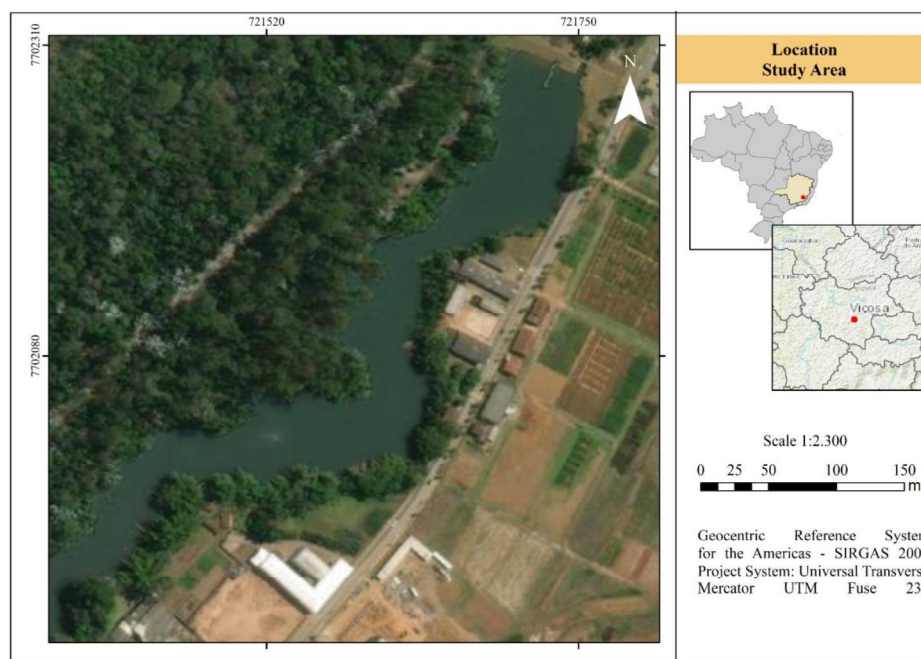 721520
721750
7702310
7702080
N
Location
Study Area
Viçosa
Scale 1:2.300
0 25 50 100 150
m
Geocentric Reference Syster
for the Americas - SIRGAS 200
Project System: Universal Transvers
Mercator UTM Fuse 23